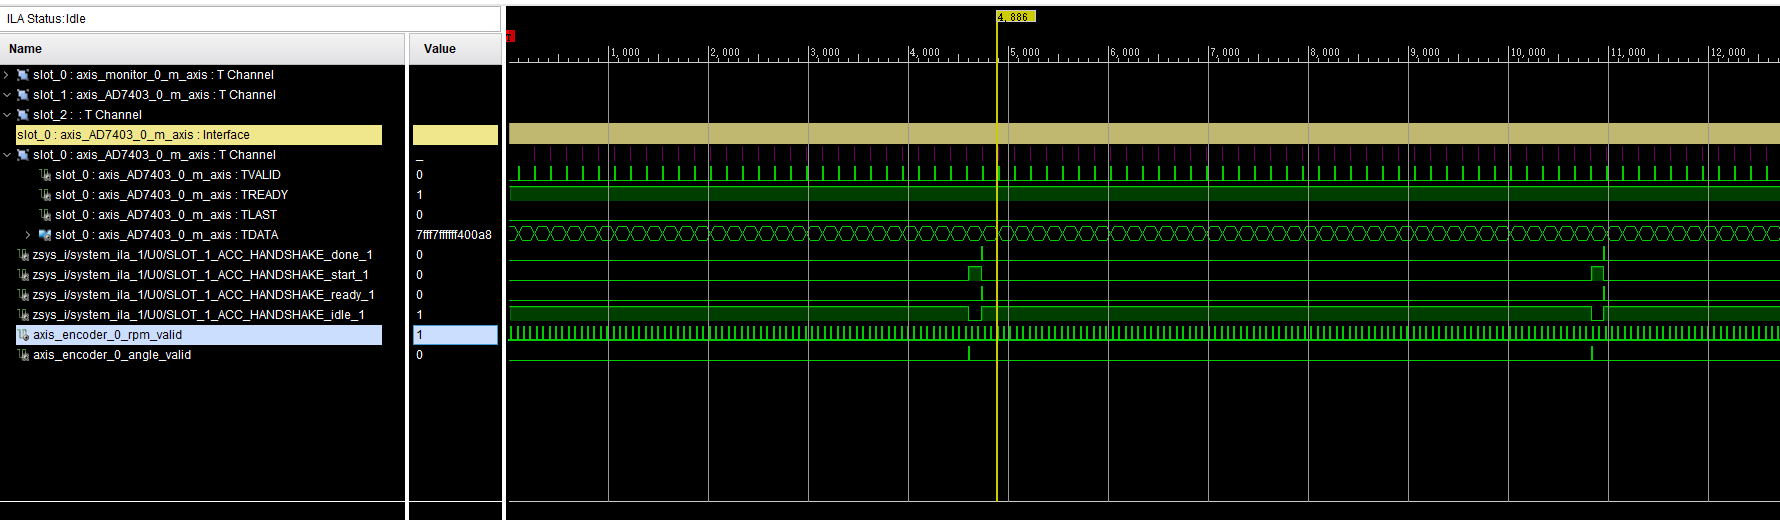 ILA Status:Idle
Name Value
4,886
T
1,000 2,000 3,000 4,000 5,000 6,000 7,000 8,000 9,000 10,000 11,000 12,000
slot_0 : axis_monitor_0_m_axis : T Channel
slot_1 : axis_AD7403_0_m_axis : T Channel
slot_2 : : T Channel
slot_0 : axis_AD7403_0_m_axis : Interface
slot_0 : axis_AD7403_0_m_axis : T Channel _
slot_0 : axis_AD7403_0_m_axis : TVALID 0
slot_0 : axis_AD7403_0_m_axis : TREADY 1
slot_0 : axis_AD7403_0_m_axis : TLAST 0
slot_0 : axis_AD7403_0_m_axis : TDATA 7fff7ffffff400a8
zsys_i/system_ila_1/U0/SLOT_1_ACC_HANDSHAKE_done_1 0
zsys_i/system_ila_1/U0/SLOT_1_ACC_HANDSHAKE_start_1 0
zsys_i/system_ila_1/U0/SLOT_1_ACC_HANDSHAKE_ready_1 0
zsys_i/system_ila_1/U0/SLOT_1_ACC_HANDSHAKE_idle_1 1
axis_encoder_0_rpm_valid 1
axis_encoder_0_angle_valid 0